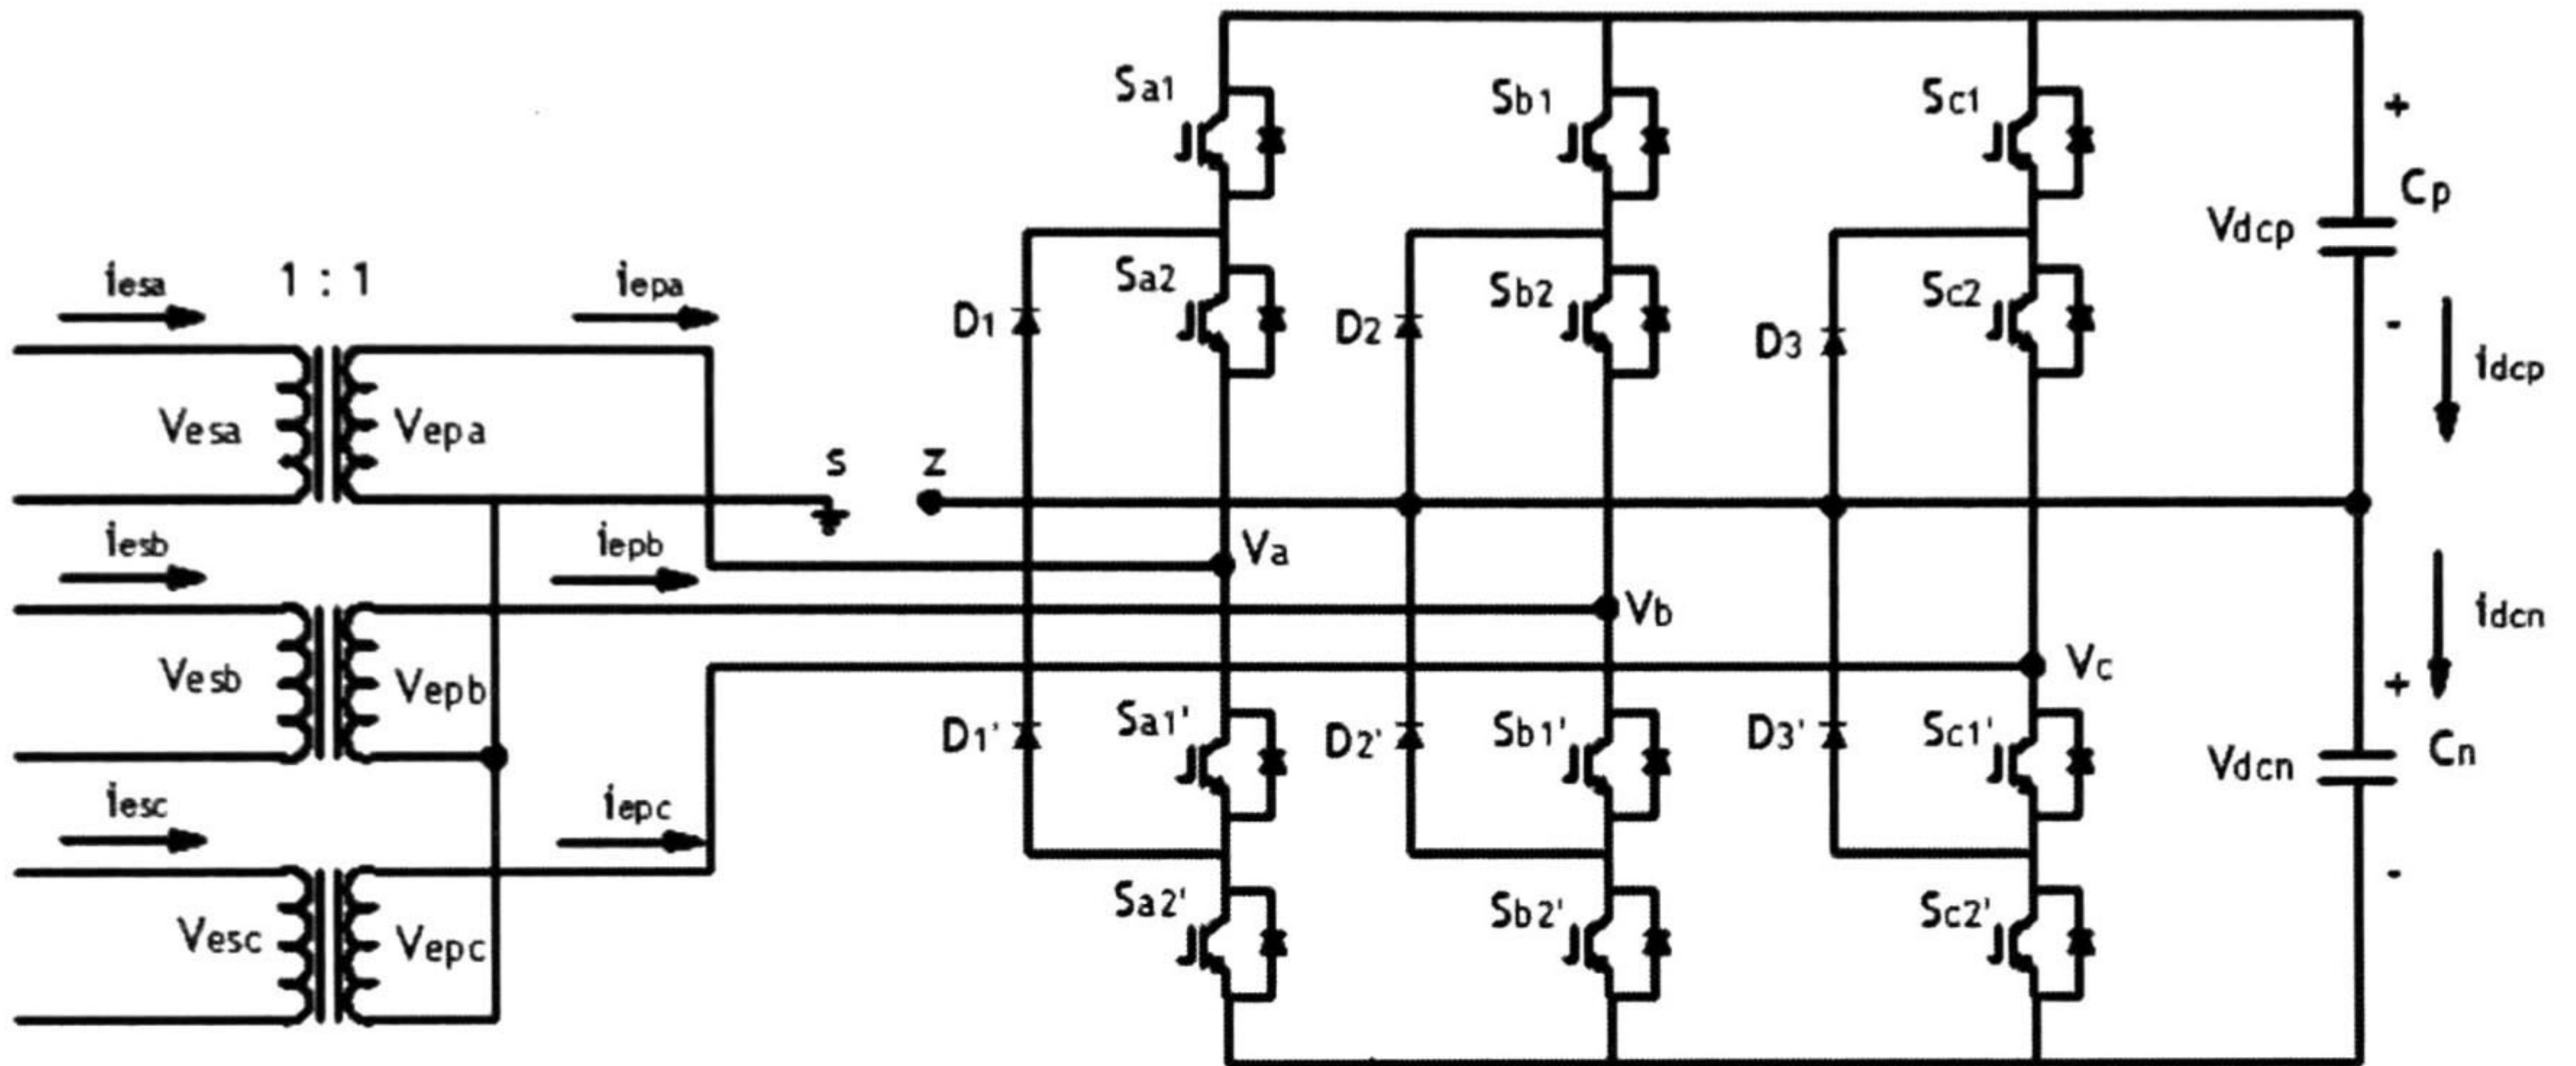 Sa1
Sb1
Sc1
+
Cp
Vdcp
-
idcp
iesa
1 : 1
iepa
Sa2
Sb2
Sc2
D1
D2
D3
Vesa
Vepa
s
z
iesb
iepb
Va
Vb
idcn
Vesb
Vepb
Vc
+
D1'
Sa1'
D2'
Sb1'
D3'
Sc1'
Vdcn
Cn
iesc
iepc
-
Sa2'
Sb2'
Sc2'
Vesc
Vepc